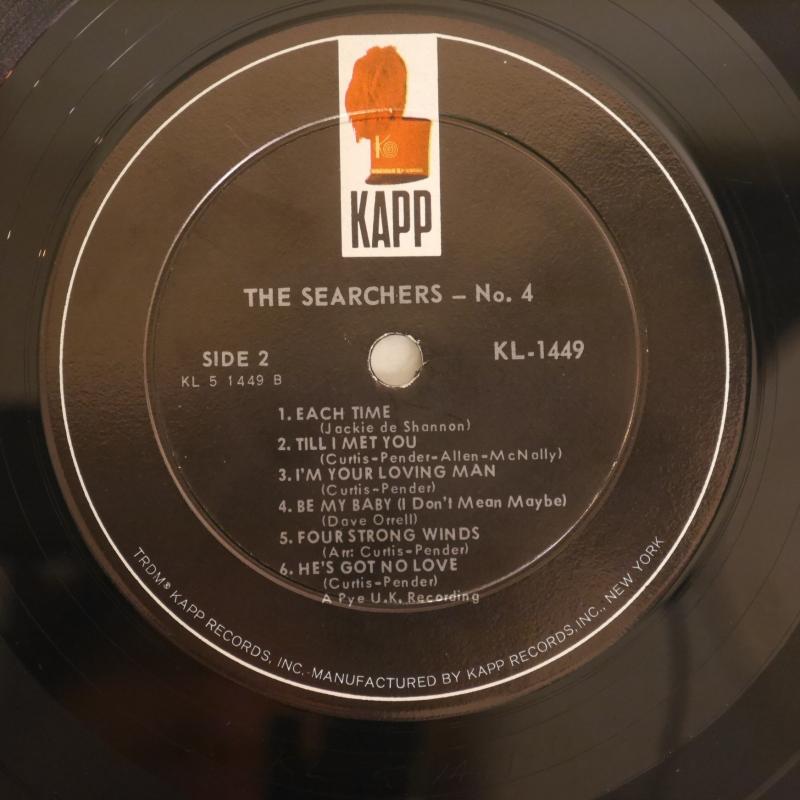 KAPP
THE SEARCHERS – No. 4
SIDE 2
KL-1449
KL 5 1449 B
1. EACH TIME
(Jackie de Shannon)
2. TILL I MET YOU
(Curtis-Pender-Allen-McNally)
3. I'M YOUR LOVING MAN
(Curtis-Pender)
4. BE MY BABY (I Don't Mean Maybe)
(Dave Orrell)
5. FOUR STRONG WINDS
(Arr: Curtis-Pender)
6. HE'S GOT NO LOVE
(Curtis-Pender)
A Pye U.K. Recording
TRDM® KAPP RECORDS, INC. · MANUFACTURED BY KAPP RECORDS, INC., NEW YORK